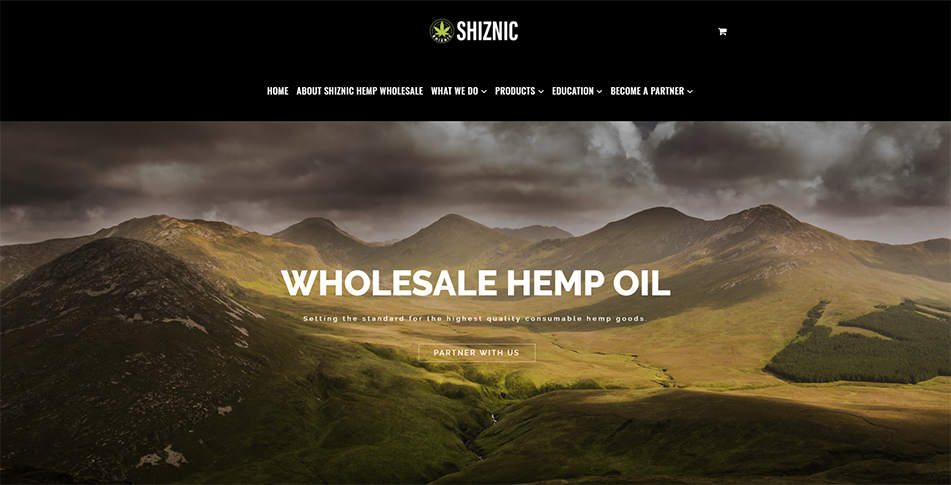 SHIZNIC
SHIZNIC
HOME ABOUT SHIZNIC HEMP WHOLESALE WHAT WE DO PRODUCTS EDUCATION BECOME A PARTNER
WHOLESALE HEMP OIL
Setting the standard for the highest quality consumable hemp goods.
PARTNER WITH US